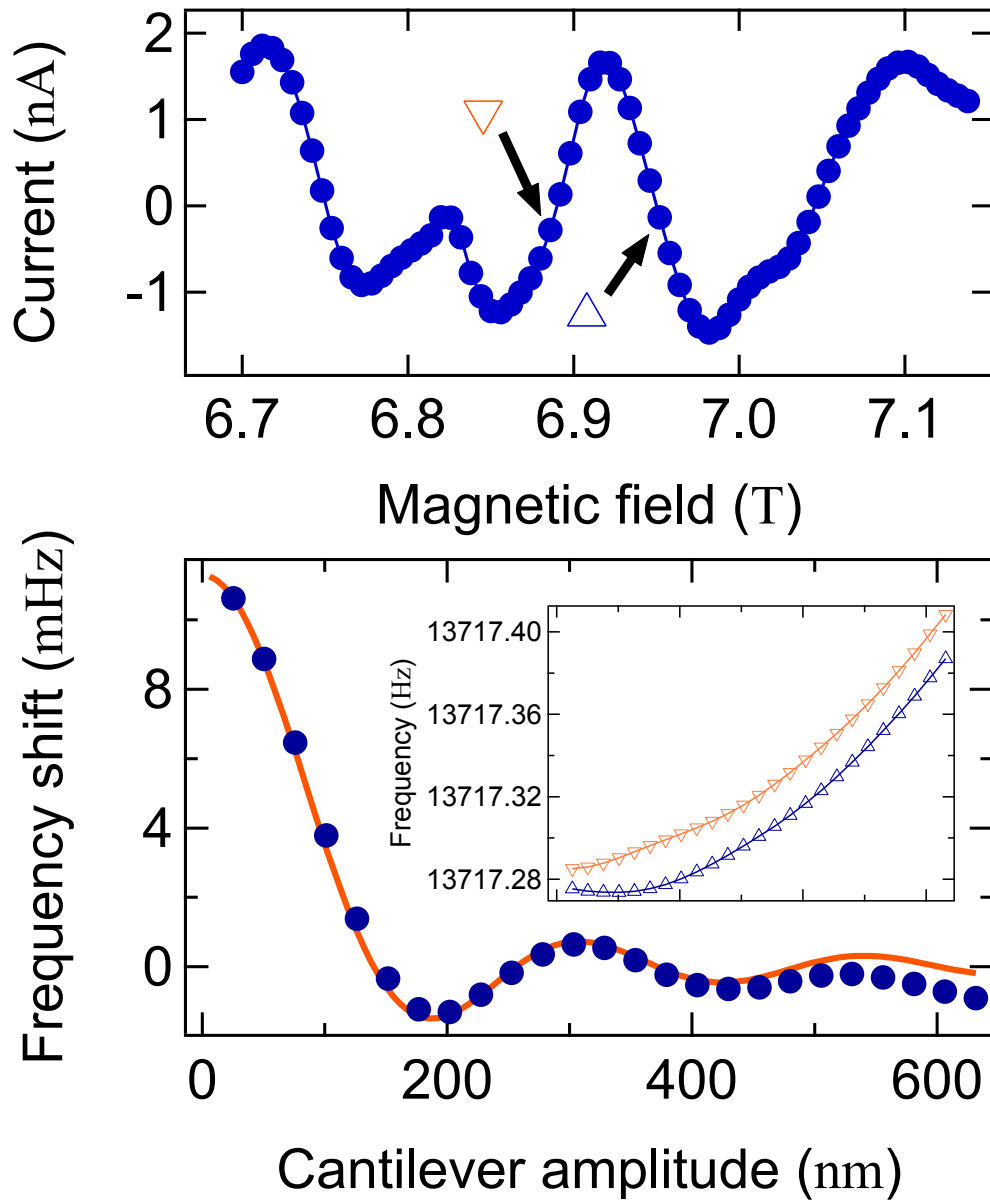 Current (nA)
2
1
0
-1
6.7 6.8 6.9 7.0 7.1
Magnetic field (T)
Frequency shift (mHz)
8
4
0
Frequency (Hz)
13717.40
13717.36
13717.32
13717.28
0 200 400 600
Cantilever amplitude (nm)